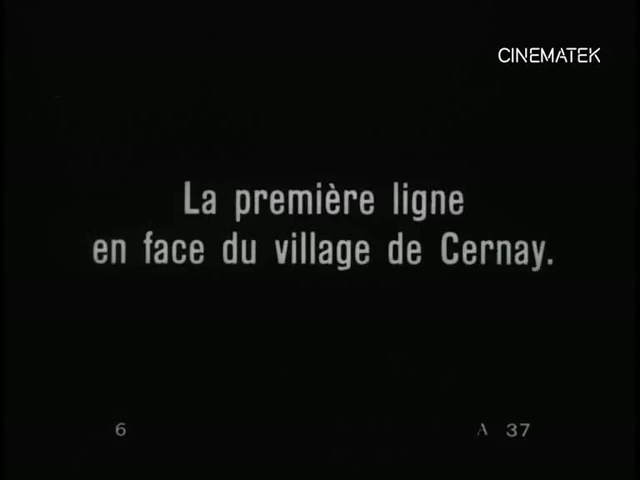 CINEMATEK
La première ligne
en face du village de Cernay.
6 A 37